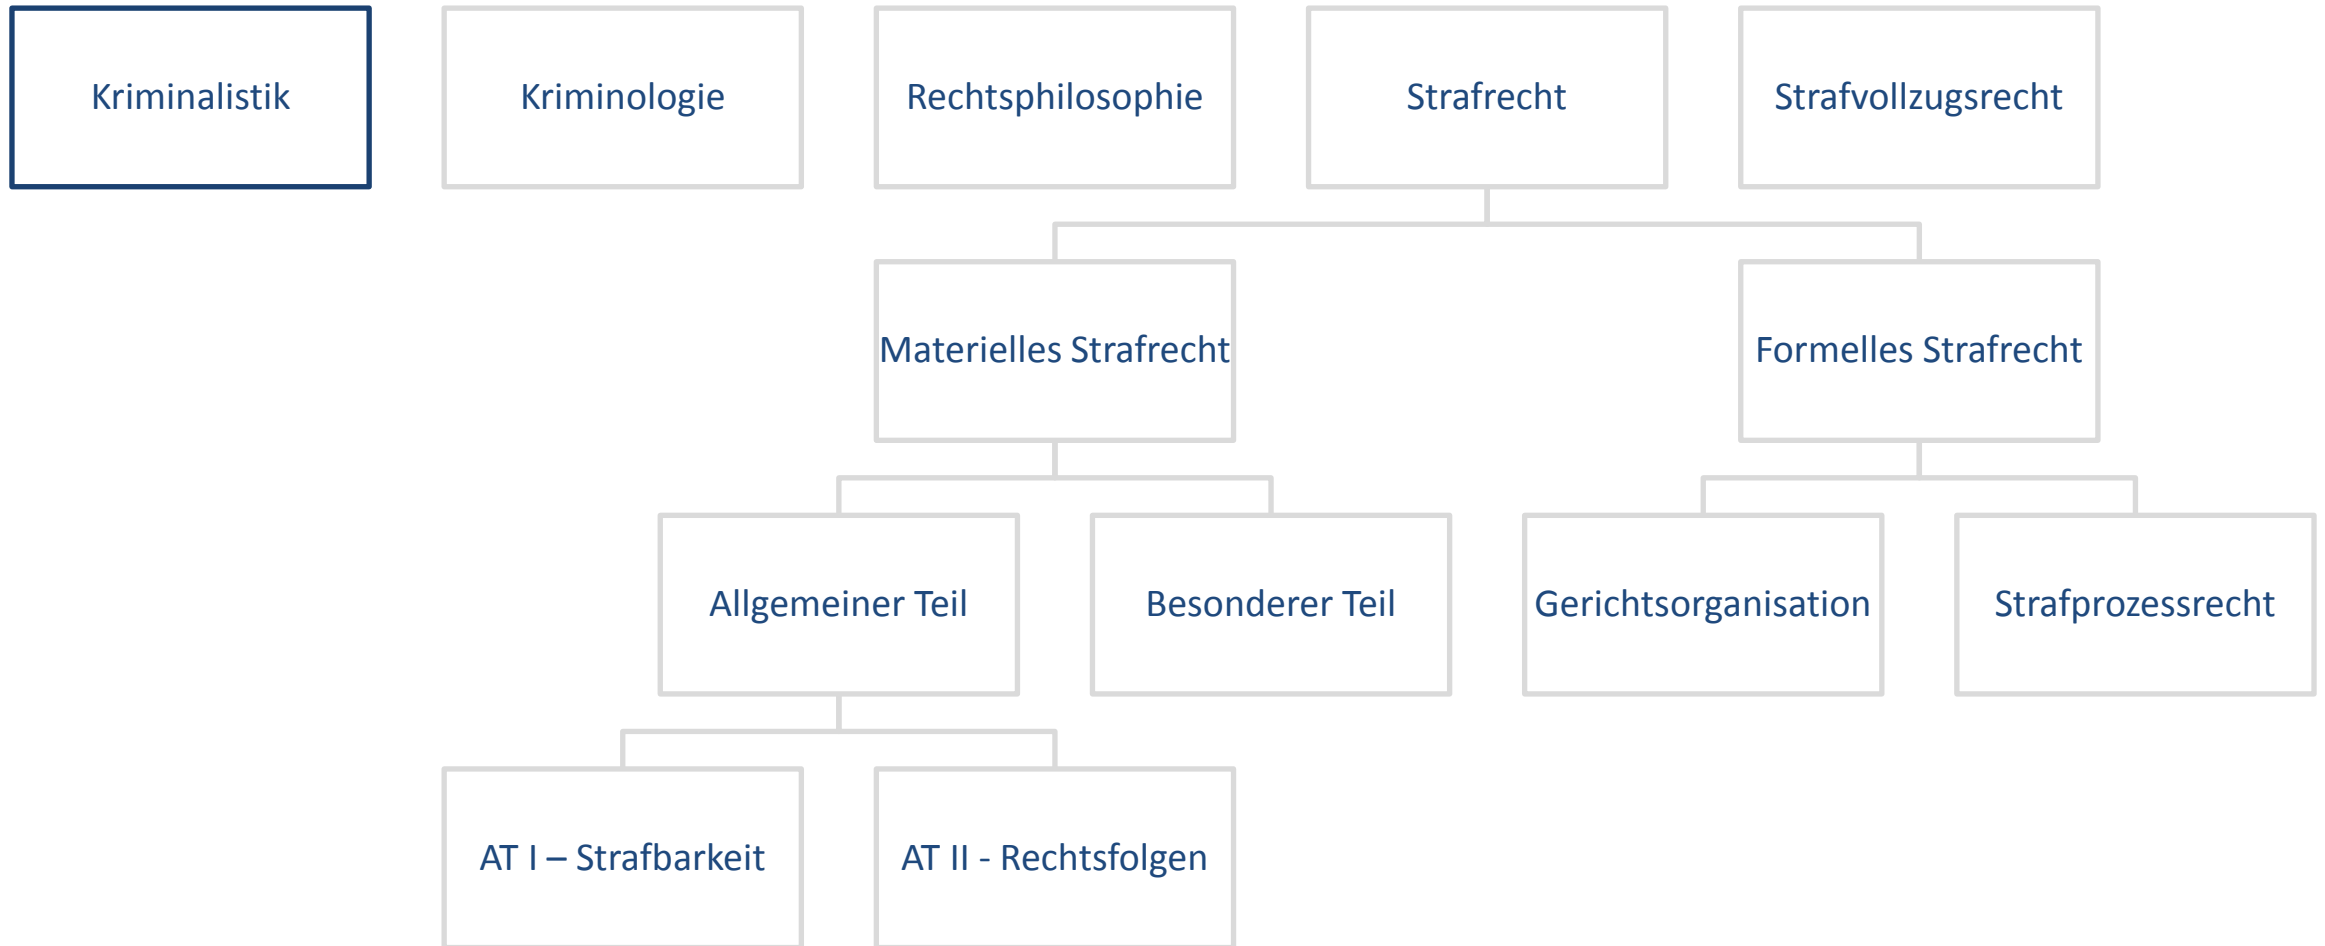 Kriminalistik
Kriminologie
Rechtsphilosophie
Strafrecht
Strafvollzugsrecht
Materielles Strafrecht
Formelles Strafrecht
Allgemeiner Teil
Besonderer Teil
Gerichtsorganisation
Strafprozessrecht
AT I – Strafbarkeit
AT II - Rechtsfolgen